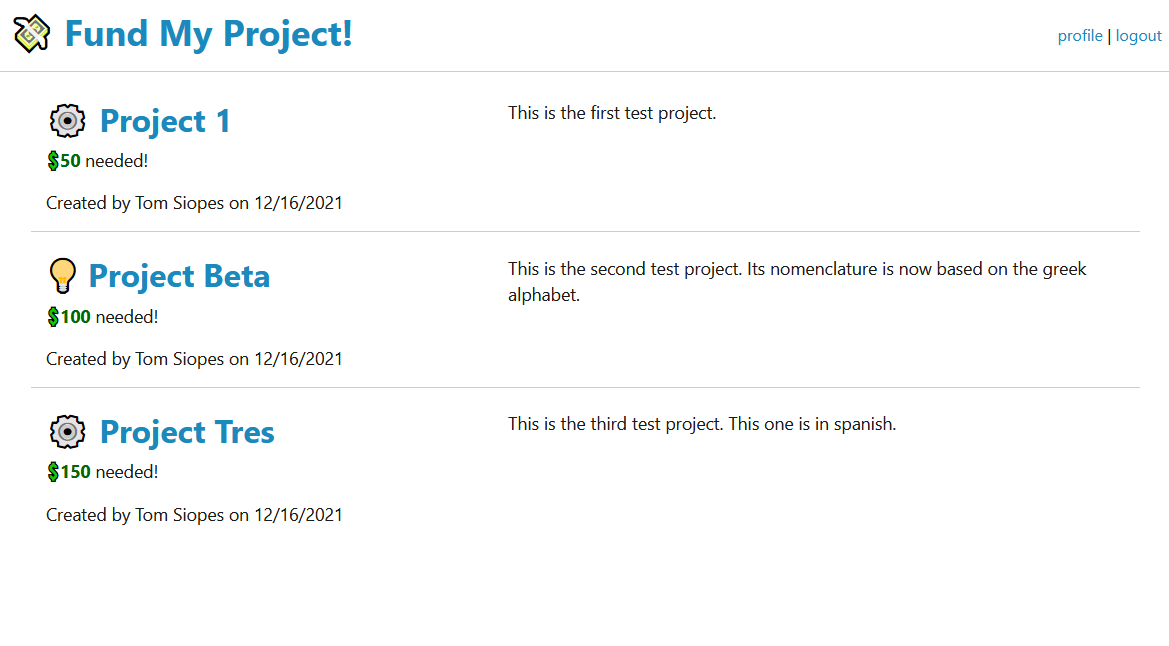 Fund My Project!
profile | logout
Project 1
This is the first test project.
$50 needed!
Created by Tom Siopes on 12/16/2021
Project Beta
This is the second test project. Its nomenclature is now based on the greek
alphabet.
$100 needed!
Created by Tom Siopes on 12/16/2021
Project Tres
This is the third test project. This one is in spanish.
$150 needed!
Created by Tom Siopes on 12/16/2021